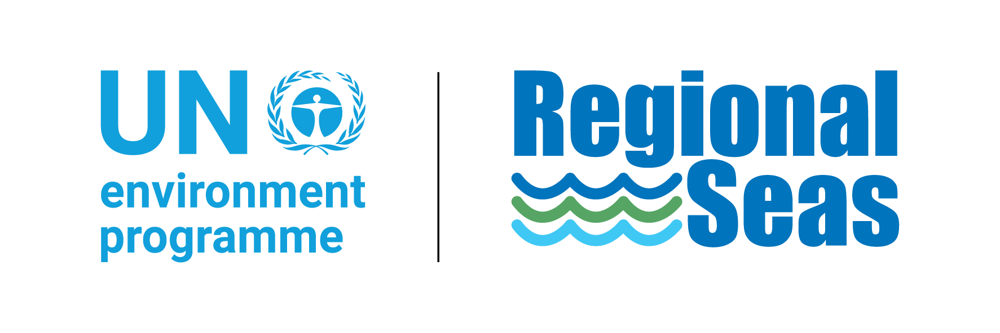 UN
environment
programme
Regional
Seas